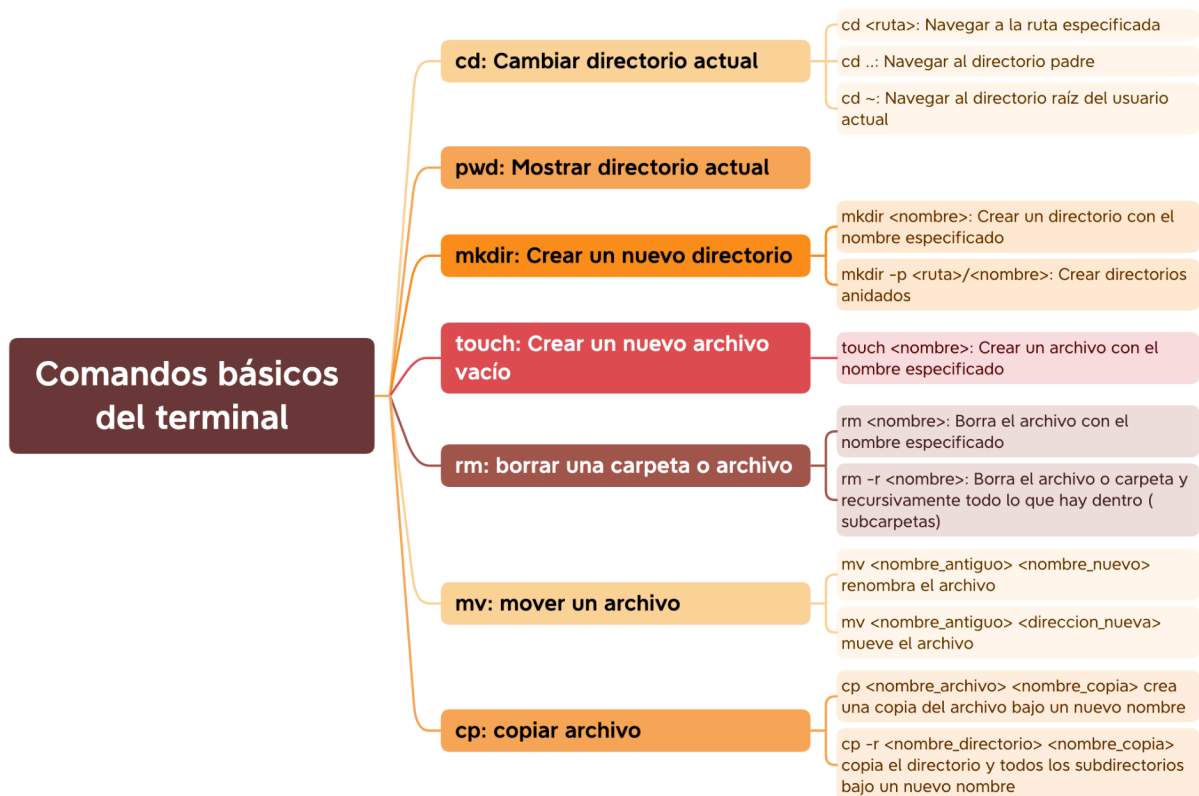 Comandos básicos
del terminal
cd: Cambiar directorio actual
cd <ruta>: Navegar a la ruta especificada
cd ..: Navegar al directorio padre
cd ~: Navegar al directorio raíz del usuario
actual
pwd: Mostrar directorio actual
mkdir: Crear un nuevo directorio
mkdir <nombre>: Crear un directorio con el
nombre especificado
mkdir -p <ruta>/<nombre>: Crear directorios
anidados
touch: Crear un nuevo archivo
vacío
touch <nombre>: Crear un archivo con el
nombre especificado
rm: borrar una carpeta o archivo
rm <nombre>: Borra el archivo con el
nombre especificado
rm -r <nombre>: Borra el archivo o carpeta y
recursivamente todo lo que hay dentro (
subcarpetas)
mv: mover un archivo
mv <nombre_antiguo> <nombre_nuevo>
renombra el archivo
mv <nombre_antiguo> <direccion_nueva>
mueve el archivo
cp: copiar archivo
cp <nombre_archivo> <nombre_copia> crea
una copia del archivo bajo un nuevo nombre
cp -r <nombre_directorio> <nombre_copia>
copia el directorio y todos los subdirectorios
bajo un nuevo nombre